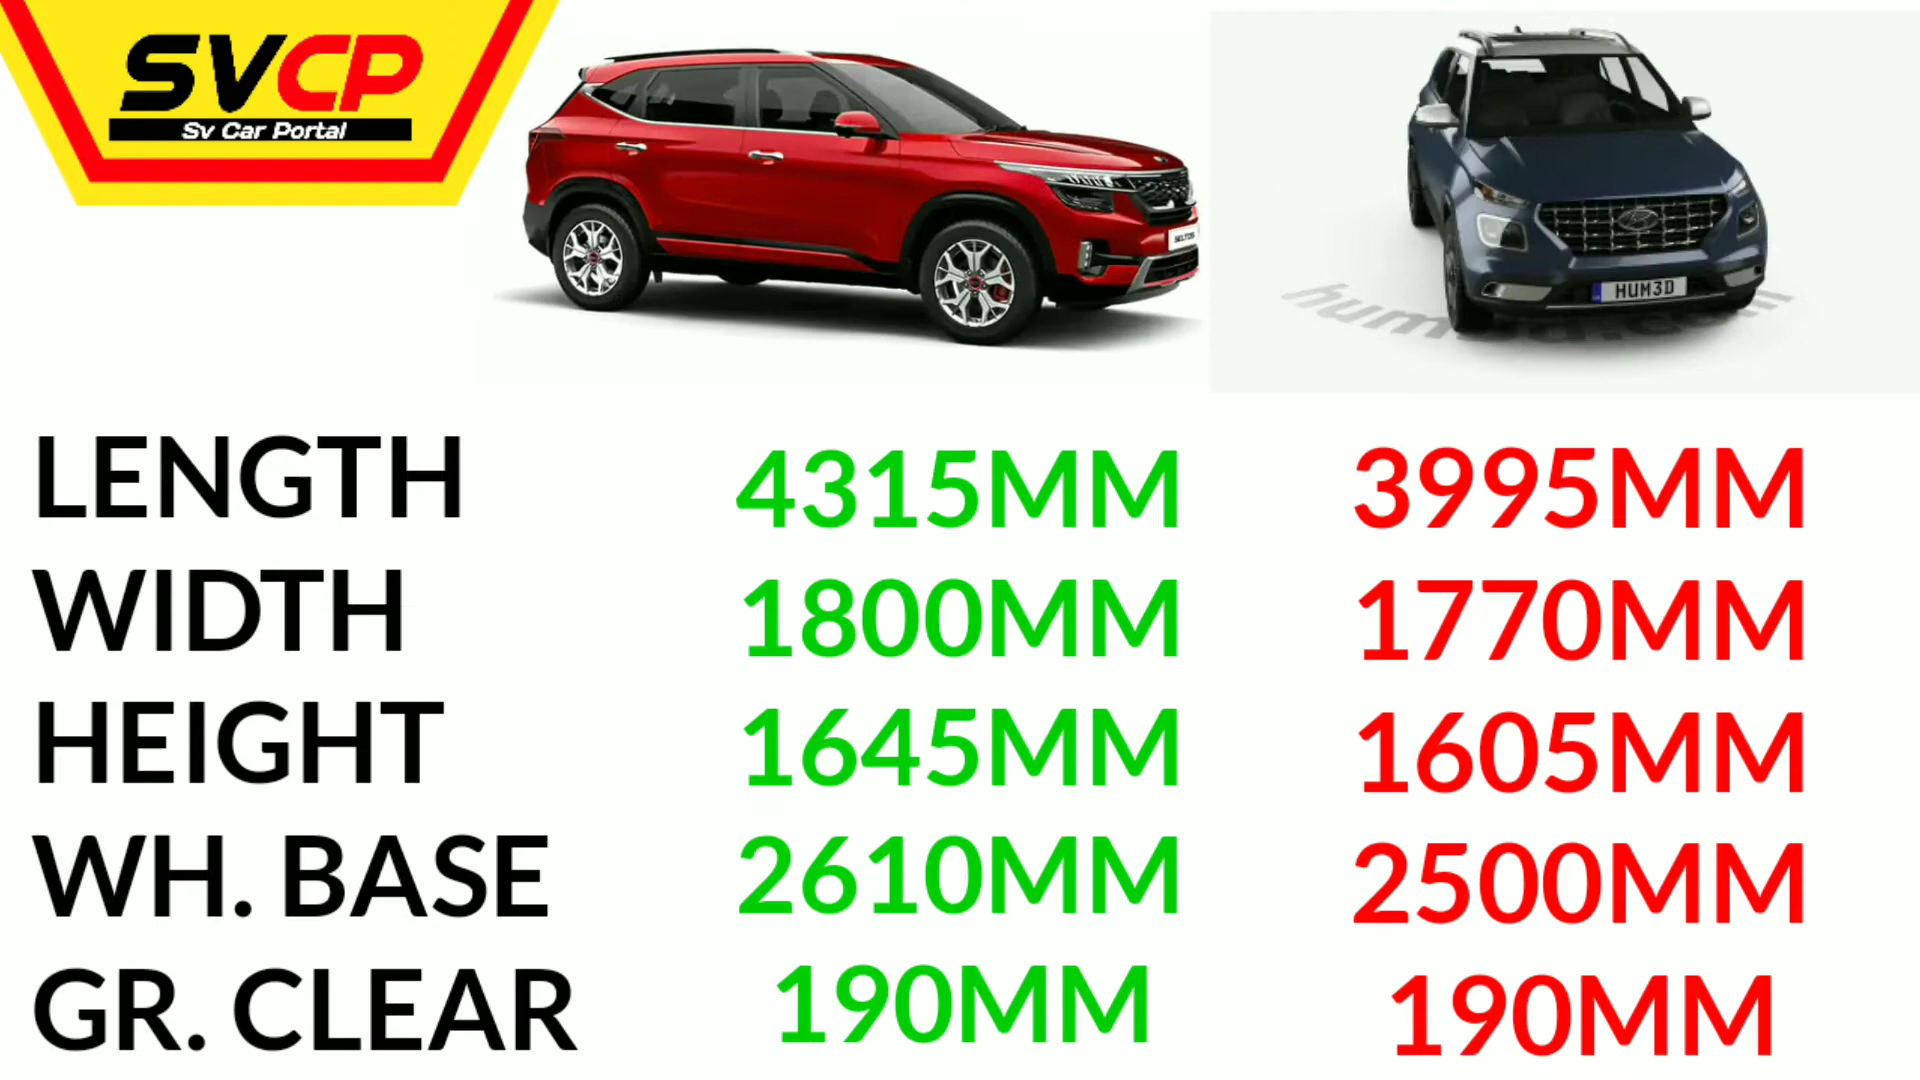 SVCP
Sv Car Portal
SELTOS
HUM3D
LENGTH 4315MM 3995MM
WIDTH 1800MM 1770MM
HEIGHT 1645MM 1605MM
WH. BASE 2610MM 2500MM
GR. CLEAR 190MM 190MM